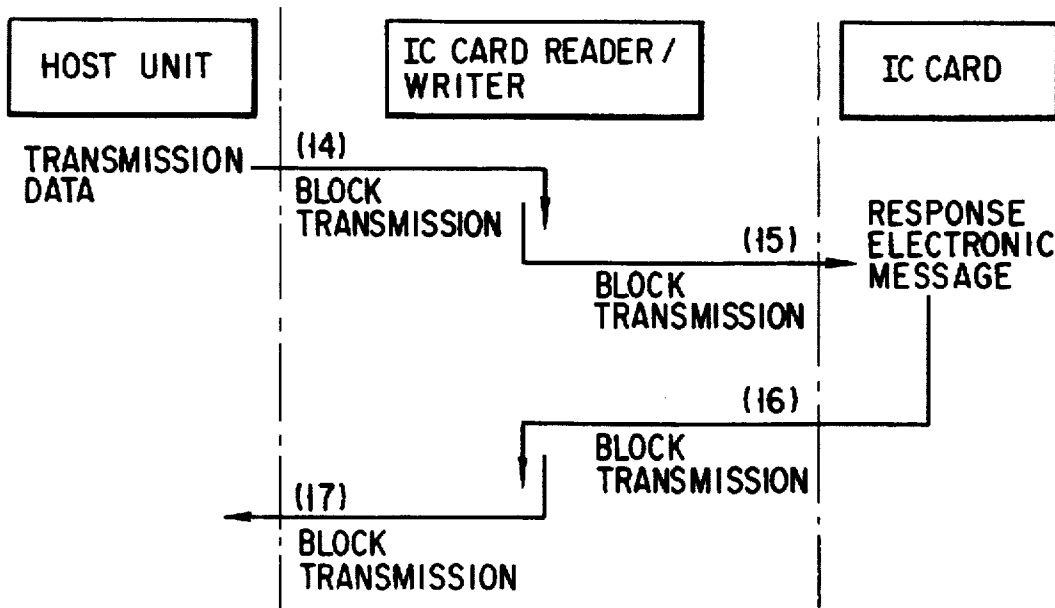 HOST UNIT
IC CARD READER /
WRITER
IC CARD
TRANSMISSION
DATA
(14)
BLOCK
TRANSMISSION
(15)
BLOCK
TRANSMISSION
RESPONSE
ELECTRONIC
MESSAGE
(16)
BLOCK
TRANSMISSION
(17)
BLOCK
TRANSMISSION